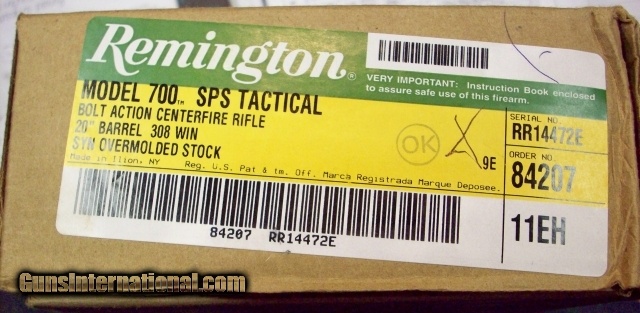 Remington®
VERY IMPORTANT: Instruction Book enclosed
to assure safe use of this firearm.
MODEL 700™ SPS TACTICAL
BOLT ACTION CENTERFIRE RIFLE
20" BARREL 308 WIN
SYN OVERMOLDED STOCK
Made in Ilion, NY
Reg. U.S. Pat & tm. Off. Marca Registrada Marque Deposee.
OK
9E
SERIAL NO.
RR14472E
ORDER NO.
84207
11EH
84207 RR14472E
GunsInternational.com